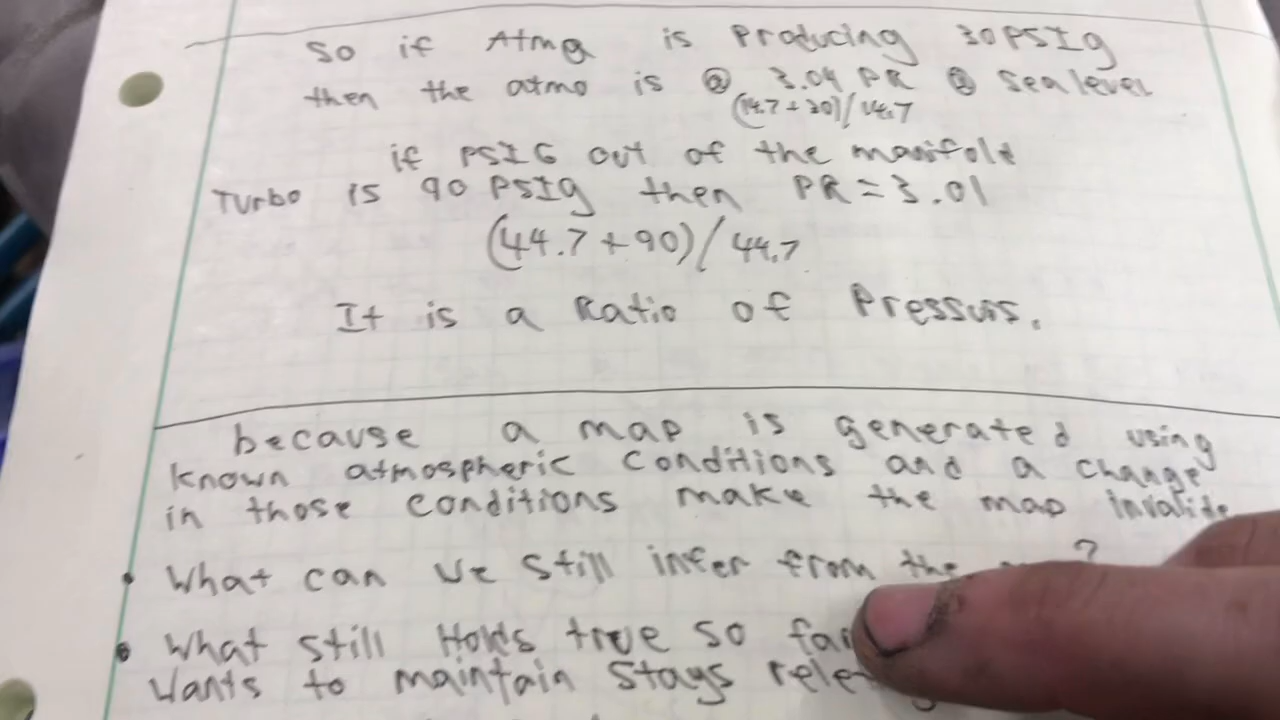 so if Atmo is Producing 30 PSIg
then the atmo is @ 3.04 PR @ sea level
(14.7 + 30)/14.7
if PSIG out of the manifold
Turbo is 90 PSIg then PR = 3.01
(44.7 + 90)/44.7
It is a Ratio of
because a map is generated using
known atmospheric conditions and a change
in those conditions make the map
• What can we still infer from the ?
• What still Holds true so far
Wants to maintain stays